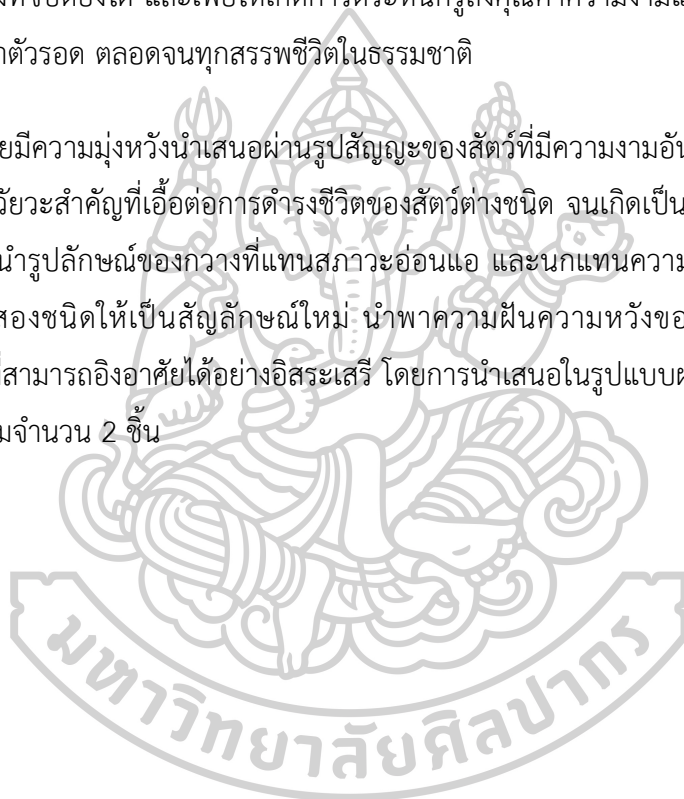 ตัวรอด ตลอดจนทุกสรรพชีวิตในธรรมชาติ
มีความมุ่งหวังนำเสนอผ่านรูปสัญญะของสัตว์ที่มีความงามอัน
วัยวะสำคัญที่เอื้อต่อการดำรงชีวิตของสัตว์ต่างชนิด จนเกิดเป็น
นำรูปลักษณ์ของกวางที่แทนสภาวะอ่อนแอ และนกแทนความ
สองชนิดให้เป็นสัญลักษณ์ใหม่ นำพาความฝันความหวังขอ
ที่สามารถอิงอาศัยได้อย่างอิสระเสรี โดยการนำเสนอในรูปแบบ
จำนวน 2 ชิ้น
มหาวิทยาลัยศิลปากร